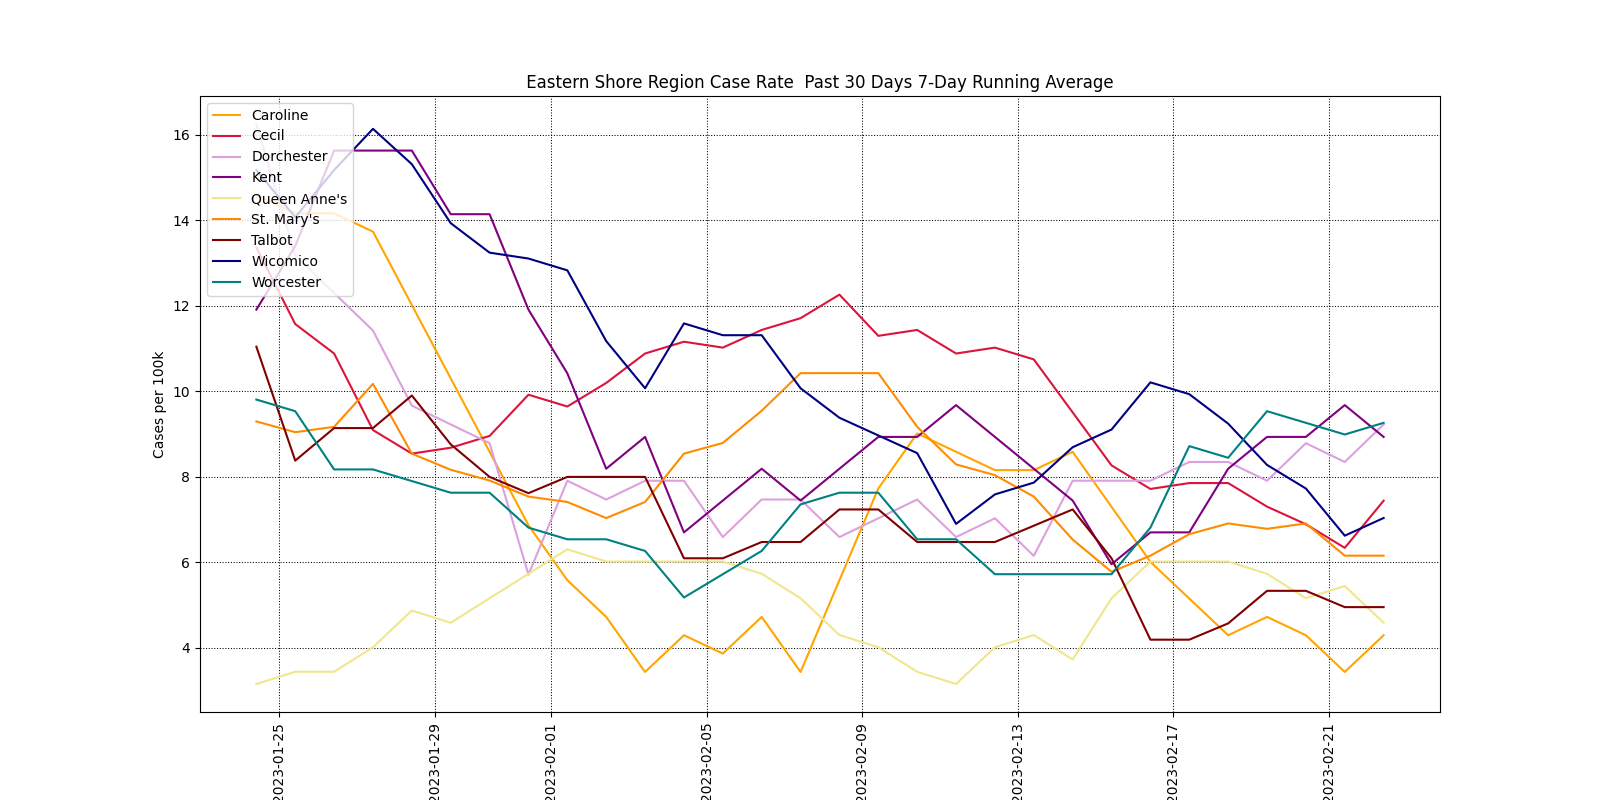 Eastern Shore Region Case Rate  Past 30 Days 7-Day Running Average
Cases per 100k
16
14
12
10
8
6
4
Caroline
Cecil
Dorchester
Kent
Queen Anne's
St. Mary's
Talbot
Wicomico
Worcester
2023-01-25
2023-01-29
2023-02-01
2023-02-05
2023-02-09
2023-02-13
2023-02-17
2023-02-21